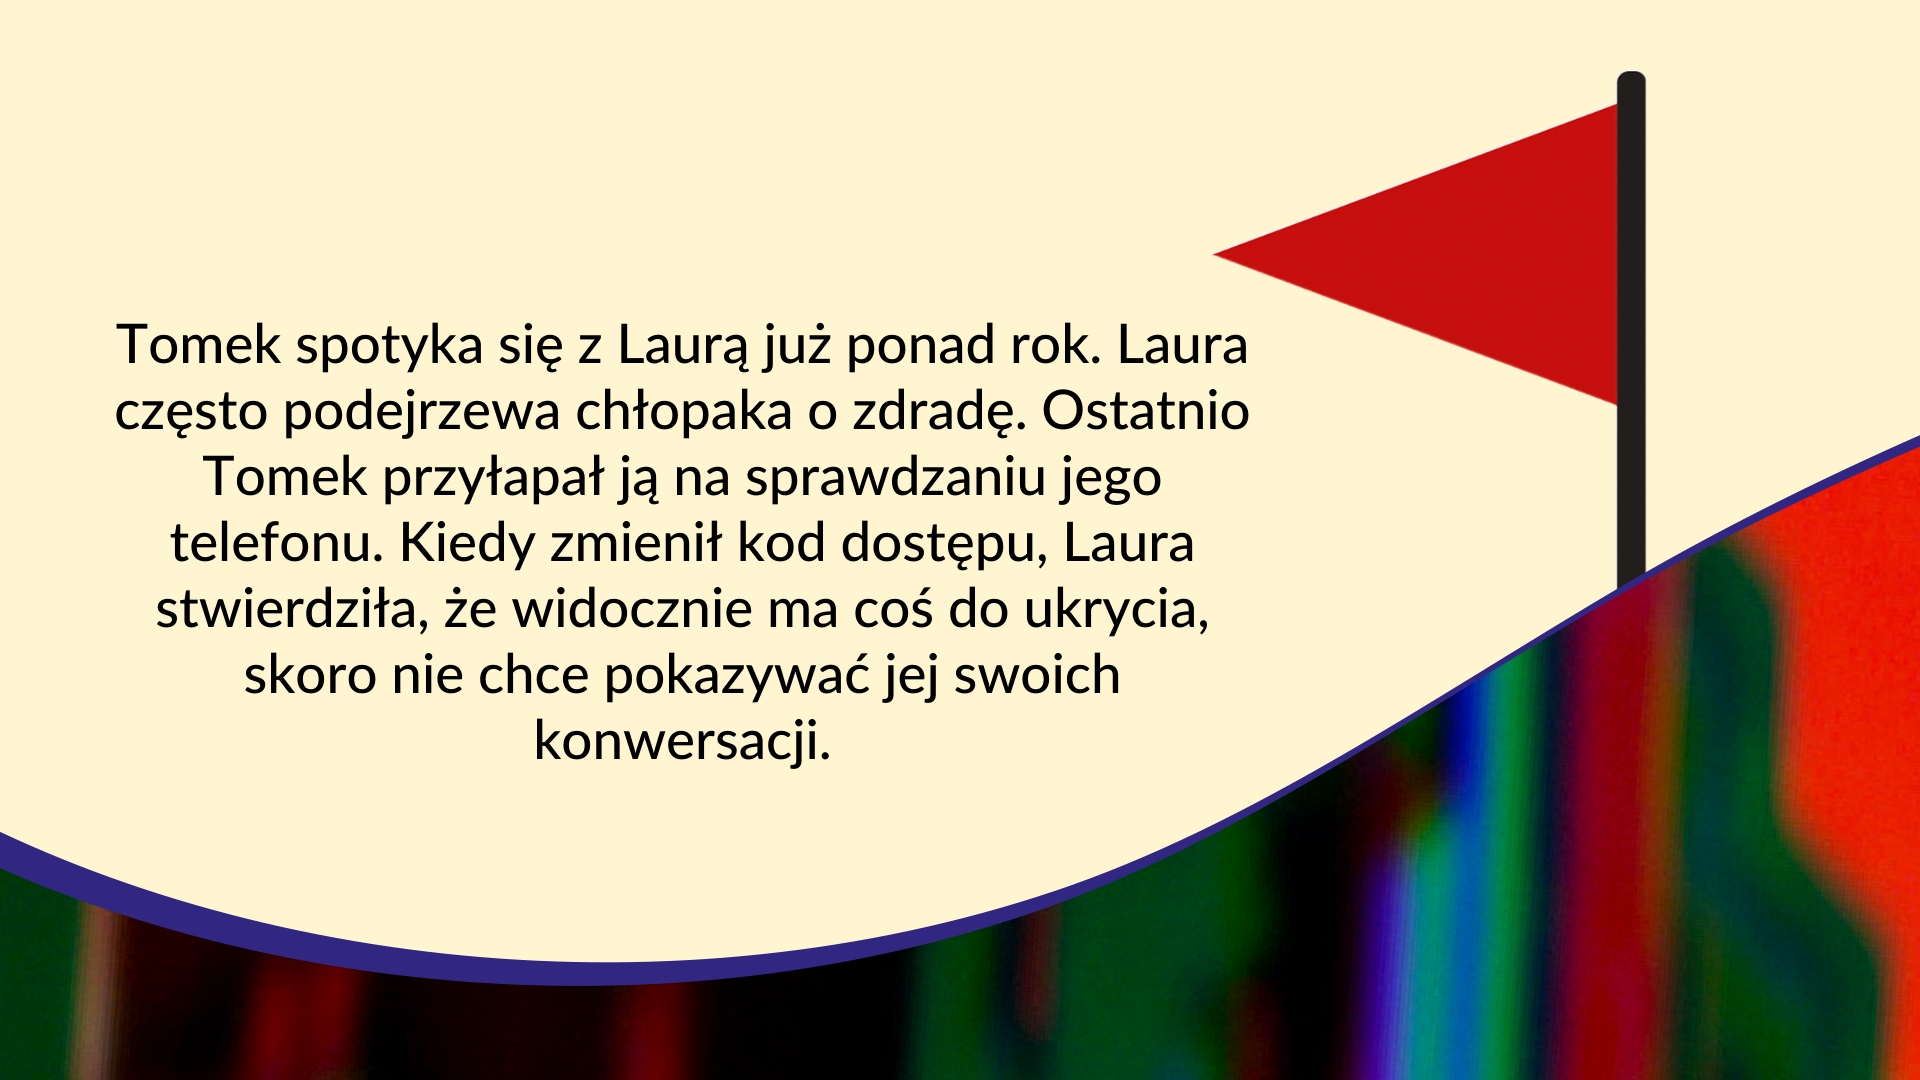 Tomek spotyka się z Laurą już ponad rok. Laura
często podejrzewa chłopaka o zdradę. Ostatnio
Tomek przyłapał ją na sprawdzaniu jego
telefonu. Kiedy zmienił kod dostępu, Laura
stwierdziła, że widocznie ma coś do ukrycia,
skoro nie chce pokazywać jej swoich
konwersacji.